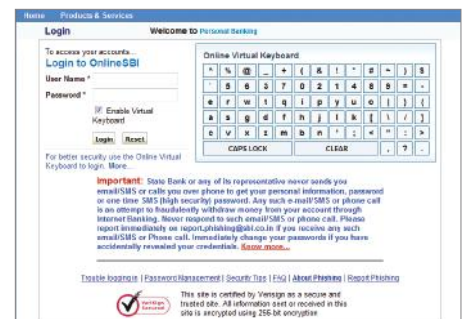 Home Products & Services
Login Welcome to Personal Banking
To access your accounts...
Login to OnlineSBI
User Name *
Password *
Enable Virtual
Keyboard
Login Reset
For better security use the Online Virtual
Keyboard to login. More...
Online Virtual Keyboard
CAPS LOCK CLEAR , ? .
Important: State Bank or any of its representative never sends you
email/SMS or calls you over phone to get your personal information, password
or one time SMS (high security) password. Any such e-mail/SMS or phone call
is an attempt to fraudulently withdraw money from your account through
Internet Banking. Never respond to such email/SMS or phone call. Please
report immediately on report.phishing@sbi.co.in if you receive any such
email/SMS or Phone call. Immediately change your passwords if you have
accidentally revealed your credentials. Know more...
Trouble logging in | Password Management | Security Tips | FAQ | About Phishing | Report Phishing
VeriSign
Secured
This site is certified by Verisign as a secure and
trusted site. All information sent or received in this
site is encrypted using 256-bit encryption